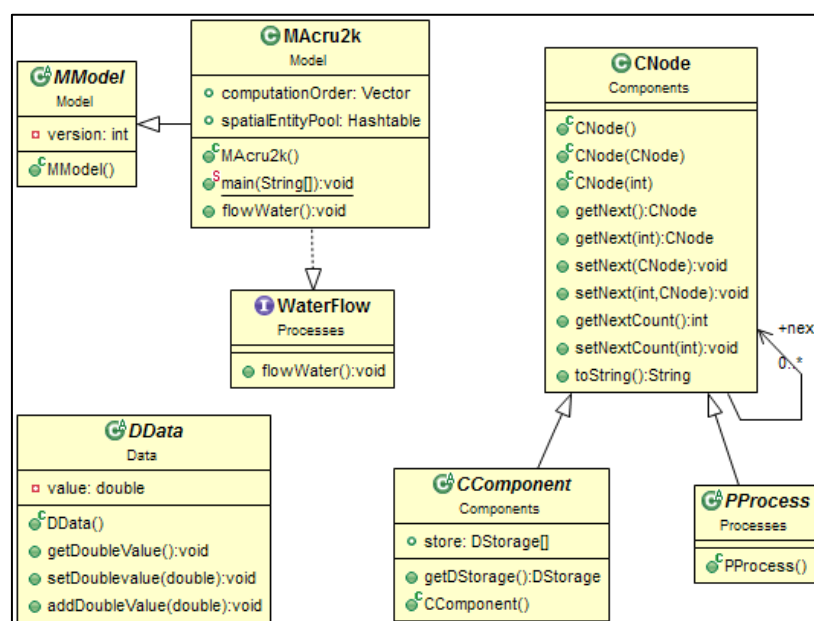 MModel
Model
version: int
MModel()
MAcru2k
Model
computationOrder: Vector
spatialEntityPool: Hashtable
MAcru2k()
main(String[]):void
flowWater():void
WaterFlow
Processes
flowWater():void
CNode
Components
CNode()
CNode(CNode)
CNode(int)
getNext():CNode
getNext(int):CNode
setNext(CNode):void
setNext(int,CNode):void
getNextCount():int
setNextCount(int):void
toString():String
+nex
0..*
DData
Data
value: double
DData()
getDoubleValue():void
setDoublevalue(double):void
addDoubleValue(double):void
CComponent
Components
store: DStorage[]
getDStorage():DStorage
CComponent()
PProcess
Processes
PProcess()